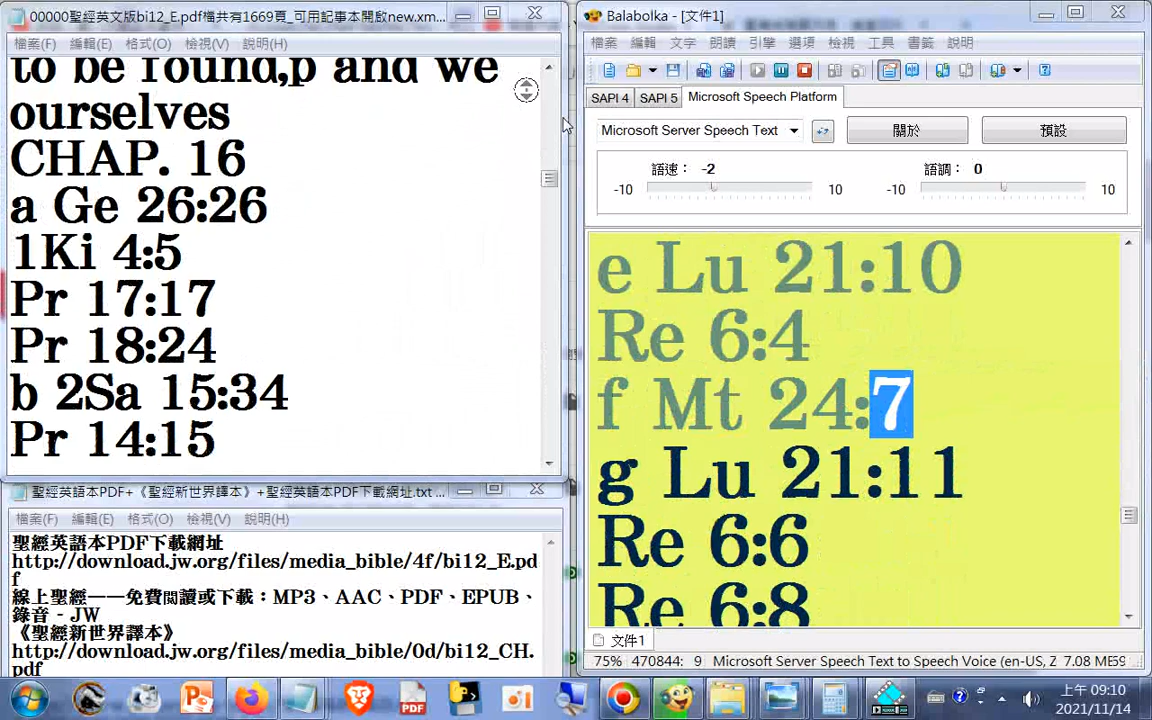 00000聖經英文版bi12_E.pdf檔共有1669頁_可用記事本開啟new.xm...
檔案(F) 編輯(E) 格式(O) 檢視(V) 說明(H)
to be found,p and we
ourselves
CHAP. 16
a Ge 26:26
1Ki 4:5
Pr 17:17
Pr 18:24
b 2Sa 15:34
Pr 14:15
聖經英語本PDF+《聖經新世界譯本》+聖經英語本PDF下載網址.txt ...
檔案(F) 編輯(E) 格式(O) 檢視(V) 說明(H)
聖經英語本PDF下載網址
http://download.jw.org/files/media_bible/4f/bi12_E.pd
f
線上聖經——免費閱讀或下載：MP3、AAC、PDF、EPUB、
錄音 - JW
《聖經新世界譯本》
http://download.jw.org/files/media_bible/0d/bi12_CH.
pdf
Balabolka - [文件1]
檔案 編輯 文字 朗讀 引擎 選項 檢視 工具 書籤 說明
SAPI 4 SAPI 5 Microsoft Speech Platform
Microsoft Server Speech Text 關於 預設
語速： -2 語調： 0
-10 10 -10 10
e Lu 21:10
Re 6:4
f Mt 24:7
g Lu 21:11
Re 6:6
Re 6:8
文件1
75% 470844: 9 Microsoft Server Speech Text to Speech Voice (en-US, Z 7.08 ME59
上午 09:10
2021/11/14